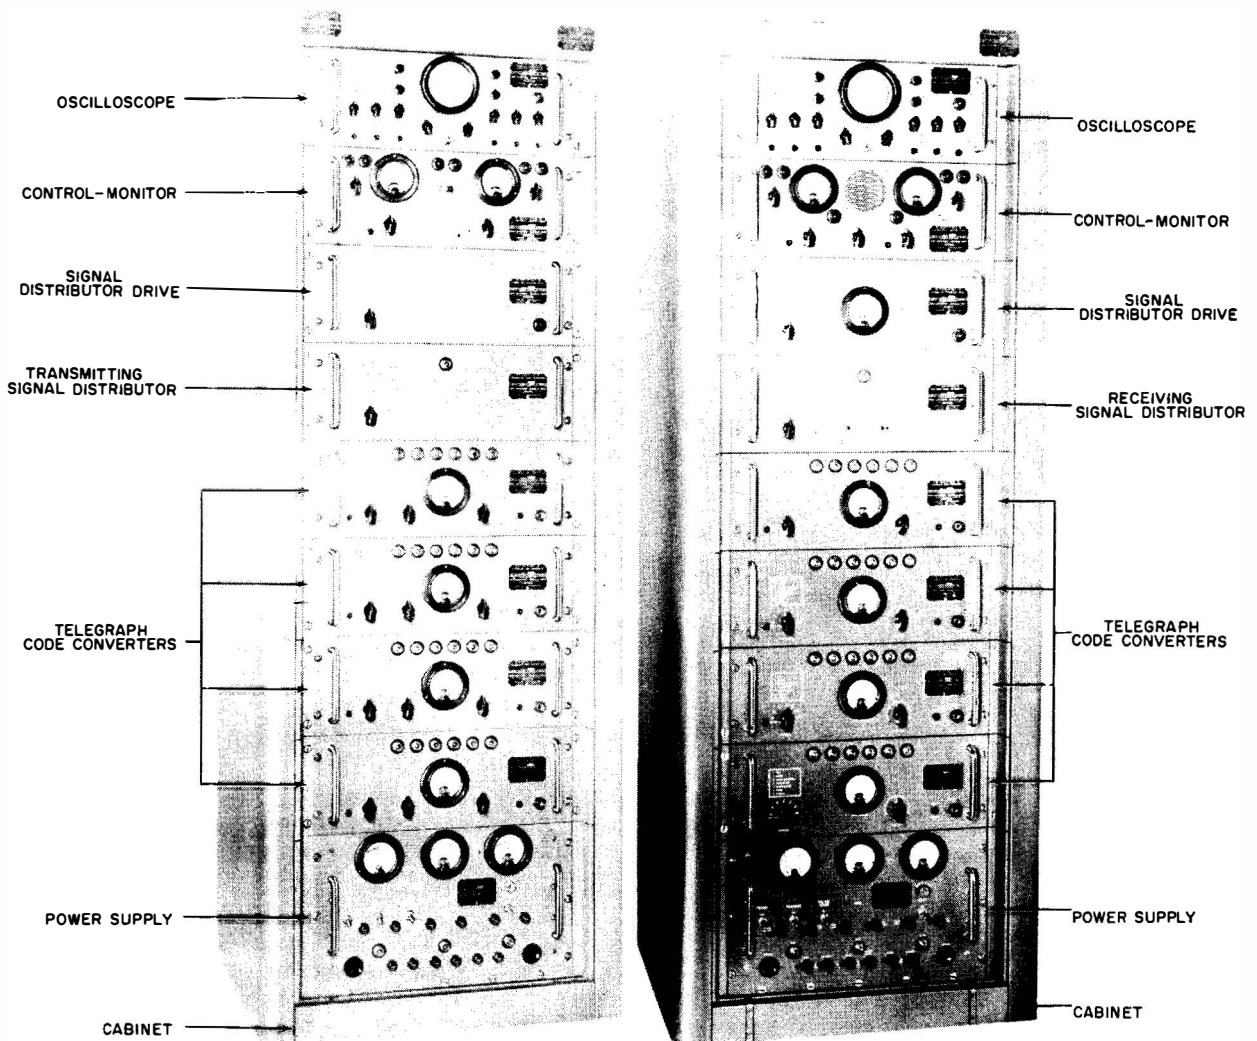 OSCILLOSCOPE
CONTROL-MONITOR
SIGNAL
DISTRIBUTOR DRIVE
TRANSMITTING
SIGNAL DISTRIBUTOR
TELEGRAPH
CODE CONVERTERS
POWER SUPPLY
CABINET
OSCILLOSCOPE
CONTROL-MONITOR
SIGNAL
DISTRIBUTOR DRIVE
RECEIVING
SIGNAL DISTRIBUTOR
TELEGRAPH
CODE CONVERTERS
POWER SUPPLY
CABINET